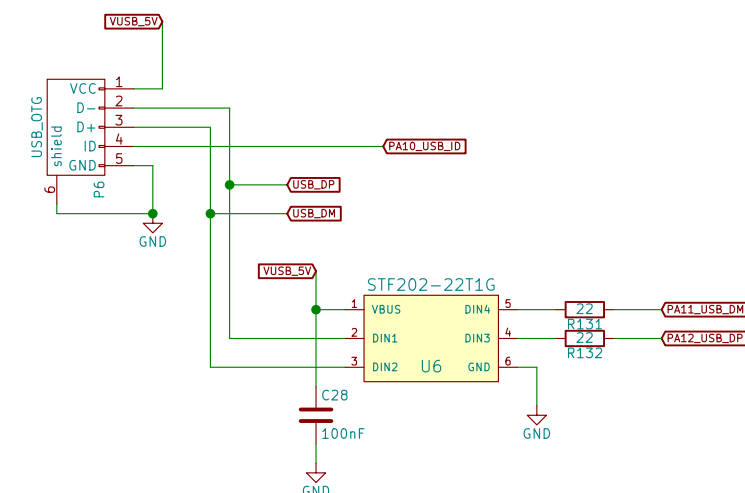 VUSB_5V
USB_OTG
shield
VCC 1
D- 2
D+ 3
ID 4
GND 5
6
P6
GND
PA10_USB_ID
USB_DP
USB_DM
VUSB_5V
STF202-22T1G
1 VBUS DIN4 5
2 DIN1 DIN3 4
3 DIN2 GND 6
U6
22
R131
22
R132
PA11_USB_DM
PA12_USB_DP
C28
100nF
GND
GND